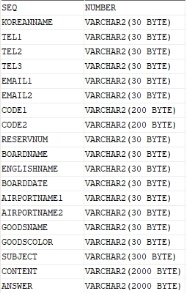 SEQ NUMBER
KOREANNAME VARCHAR2(30 BYTE)
TEL1 VARCHAR2(30 BYTE)
TEL2 VARCHAR2(30 BYTE)
TEL3 VARCHAR2(30 BYTE)
EMAIL1 VARCHAR2(30 BYTE)
EMAIL2 VARCHAR2(30 BYTE)
CODE1 VARCHAR2(200 BYTE)
CODE2 VARCHAR2(200 BYTE)
RESERVNUM VARCHAR2(30 BYTE)
BOARDNAME VARCHAR2(30 BYTE)
ENGLISHNAME VARCHAR2(30 BYTE)
BOARDDATE VARCHAR2(30 BYTE)
AIRPORTNAME1 VARCHAR2(30 BYTE)
AIRPORTNAME2 VARCHAR2(30 BYTE)
GOODSNAME VARCHAR2(30 BYTE)
GOODSCOLOR VARCHAR2(30 BYTE)
SUBJECT VARCHAR2(300 BYTE)
CONTENT VARCHAR2(2000 BYTE)
ANSWER VARCHAR2(2000 BYTE)